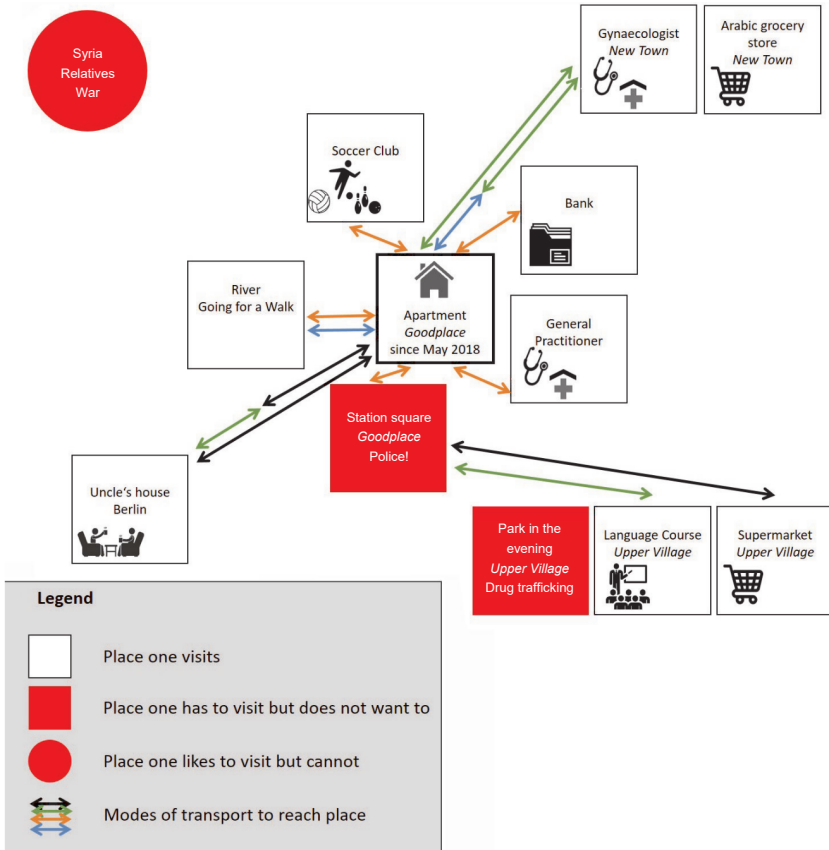 Syria
Relatives
War
Gynaecologist
New Town
Arabic grocery
store
New Town
Soccer Club
Bank
River
Going for a Walk
Apartment
Goodplace
since May 2018
General
Practitioner
Station square
Goodplace
Police!
Uncle's house
Berlin
Park in the
evening
Upper Village
Drug trafficking
Language Course
Upper Village
Supermarket
Upper Village
Legend
Place one visits
Place one has to visit but does not want to
Place one likes to visit but cannot
Modes of transport to reach place